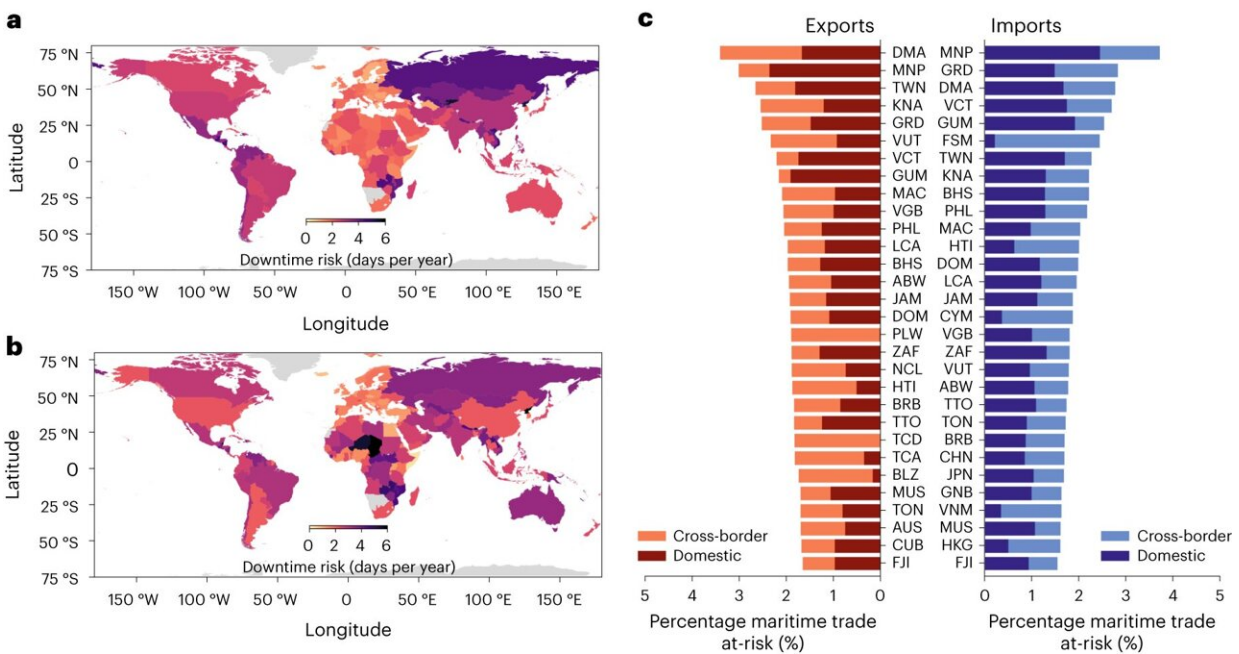 a
75 °N
50 °N
25 °N
0
25 °S
50 °S
75 °S
Latitude
0 2 4 6
Downtime risk (days per year)
150 °W 100 °W 50 °W 0 50 °E 100 °E 150 °E
Longitude
b
75 °N
50 °N
25 °N
0
25 °S
50 °S
75 °S
Latitude
0 2 4 6
Downtime risk (days per year)
150 °W 100 °W 50 °W 0 50 °E 100 °E 150 °E
Longitude
c
Exports Imports
DMA MNP
MNP GRD
TWN DMA
KNA VCT
GRD GUM
VUT FSM
VCT TWN
GUM KNA
MAC BHS
VGB PHL
PHL MAC
LCA HTI
BHS DOM
ABW LCA
JAM JAM
DOM CYM
PLW VGB
ZAF ZAF
NCL VUT
HTI ABW
BRB TTO
TTO TON
TCD BRB
TCA CHN
BLZ JPN
MUS GNB
TON VNM
AUS MUS
CUB HKG
FJI FJI
Cross-border
Domestic
Cross-border
Domestic
5 4 3 2 1 0
0 1 2 3 4 5
Percentage maritime trade
at-risk (%)
Percentage maritime trade
at-risk (%)